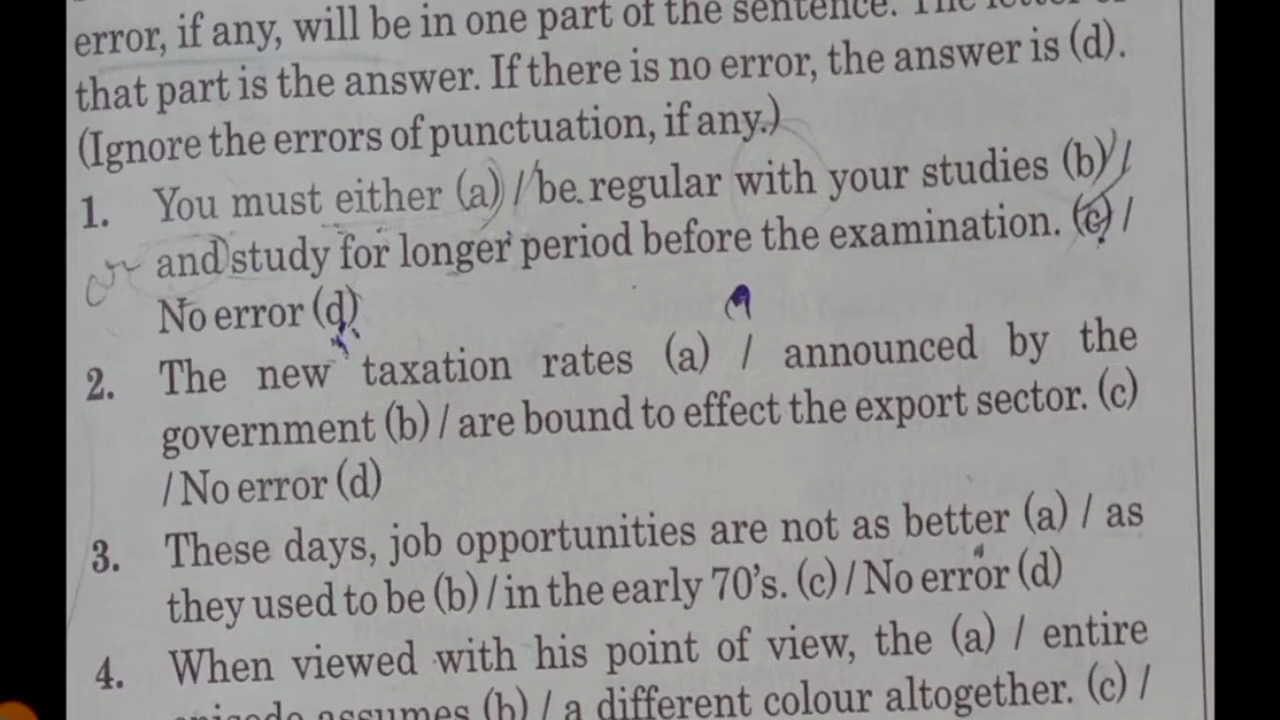 error, if any, will be in one part of the sentence. The
that part is the answer. If there is no error, the answer is (d).
(Ignore the errors of punctuation, if any.)
1. You must either (a) / be regular with your studies (b) /
or and study for longer period before the examination. (c) /
No error (d)
2. The new taxation rates (a) / announced by the
government (b) / are bound to effect the export sector. (c)
/ No error (d)
3. These days, job opportunities are not as better (a) / as
they used to be (b) / in the early 70's. (c) / No error (d)
4. When viewed with his point of view, the (a) / entire
assumes (b) / a different colour altogether. (c) /